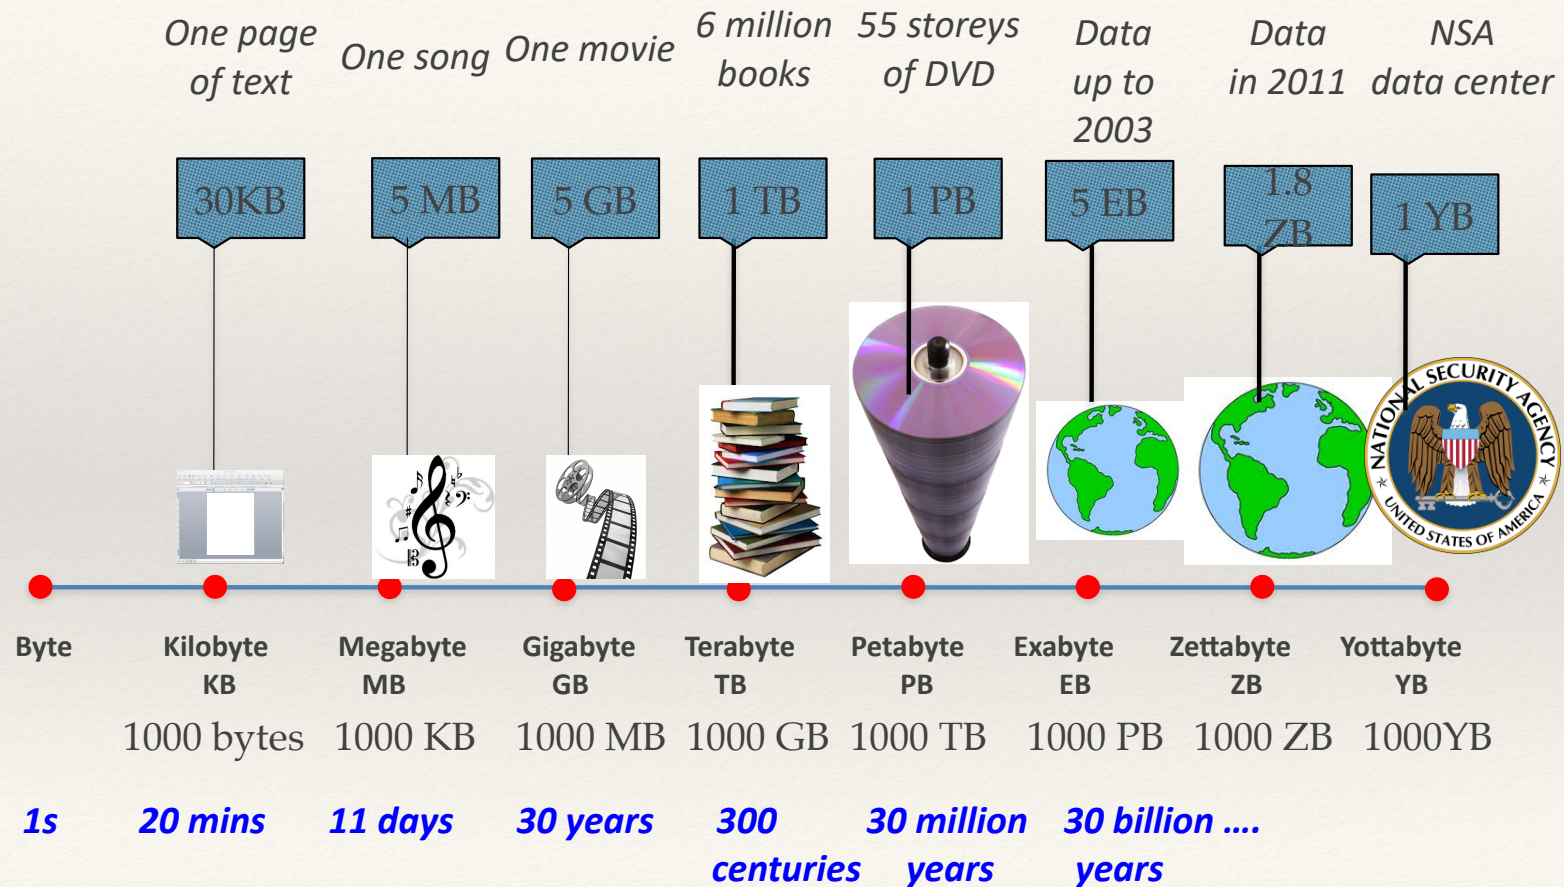 One page
of text
One song
One movie
6 million
books
55 storeys
of DVD
Data
up to
2003
Data
in 2011
NSA
data center
30KB
5 MB
5 GB
1 TB
1 PB
5 EB
1.8
ZB
1 YB
NATIONAL SECURITY AGENCY
UNITED STATES OF AMERICA
Byte
Kilobyte
KB
Megabyte
MB
Gigabyte
GB
Terabyte
TB
Petabyte
PB
Exabyte
EB
Zettabyte
ZB
Yottabyte
YB
1000 bytes
1000 KB
1000 MB
1000 GB
1000 TB
1000 PB
1000 ZB
1000YB
1s
20 mins
11 days
30 years
300
centuries
30 million
years
30 billion ....
years